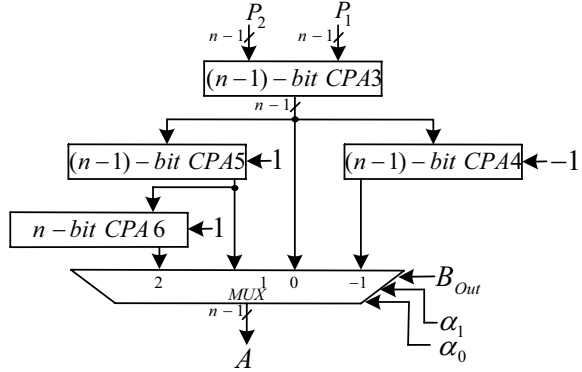 P2 P1
n-1 n-1
(n-1)-bit CPA3
n-1
(n-1)-bit CPA5 1 (n-1)-bit CPA4 -1
n-bit CPA6 1
2 1 0 -1
MUX
B_Out
n-1
α1
α0
A